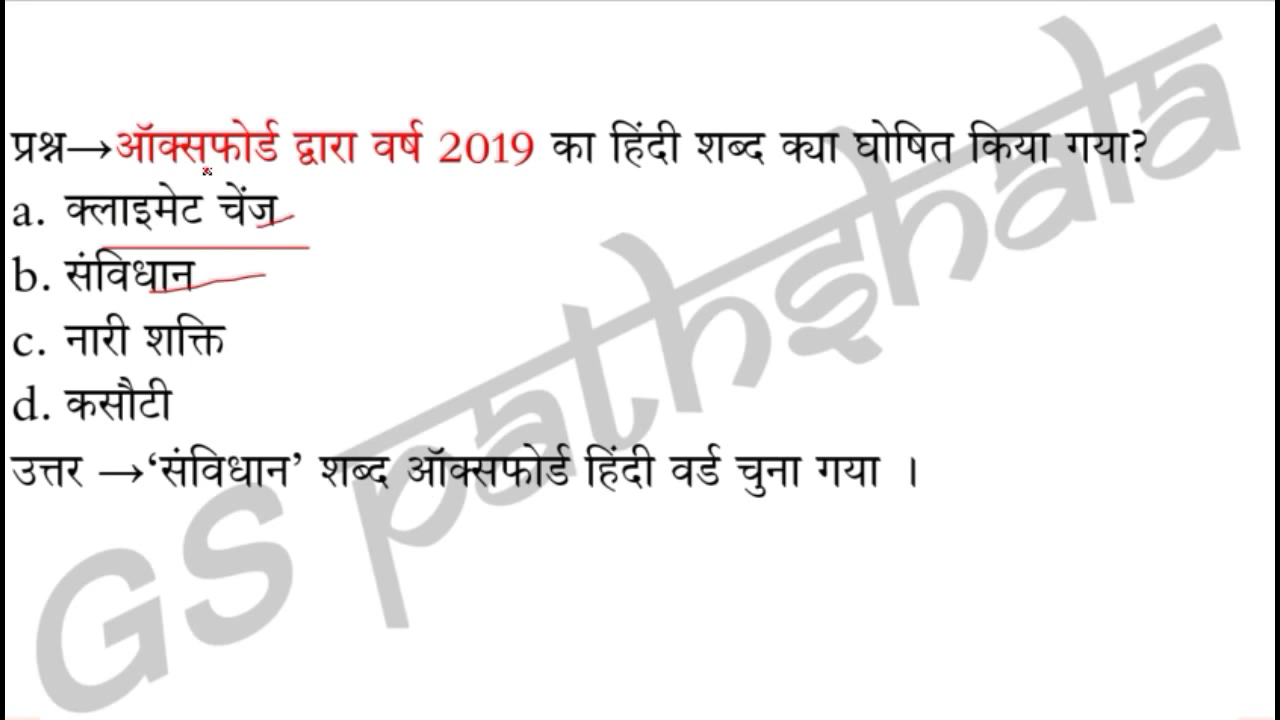 प्रश्न→ऑक्सफोर्ड द्वारा वर्ष 2019 का हिंदी शब्द क्या घोषित किया गया?
a. क्लाइमेट चेंज
b. संविधान
c. नारी शक्ति
d. कसौटी
उत्तर →‘संविधान’ शब्द ऑक्सफोर्ड हिंदी वर्ड चुना गया ।
GS pathshala